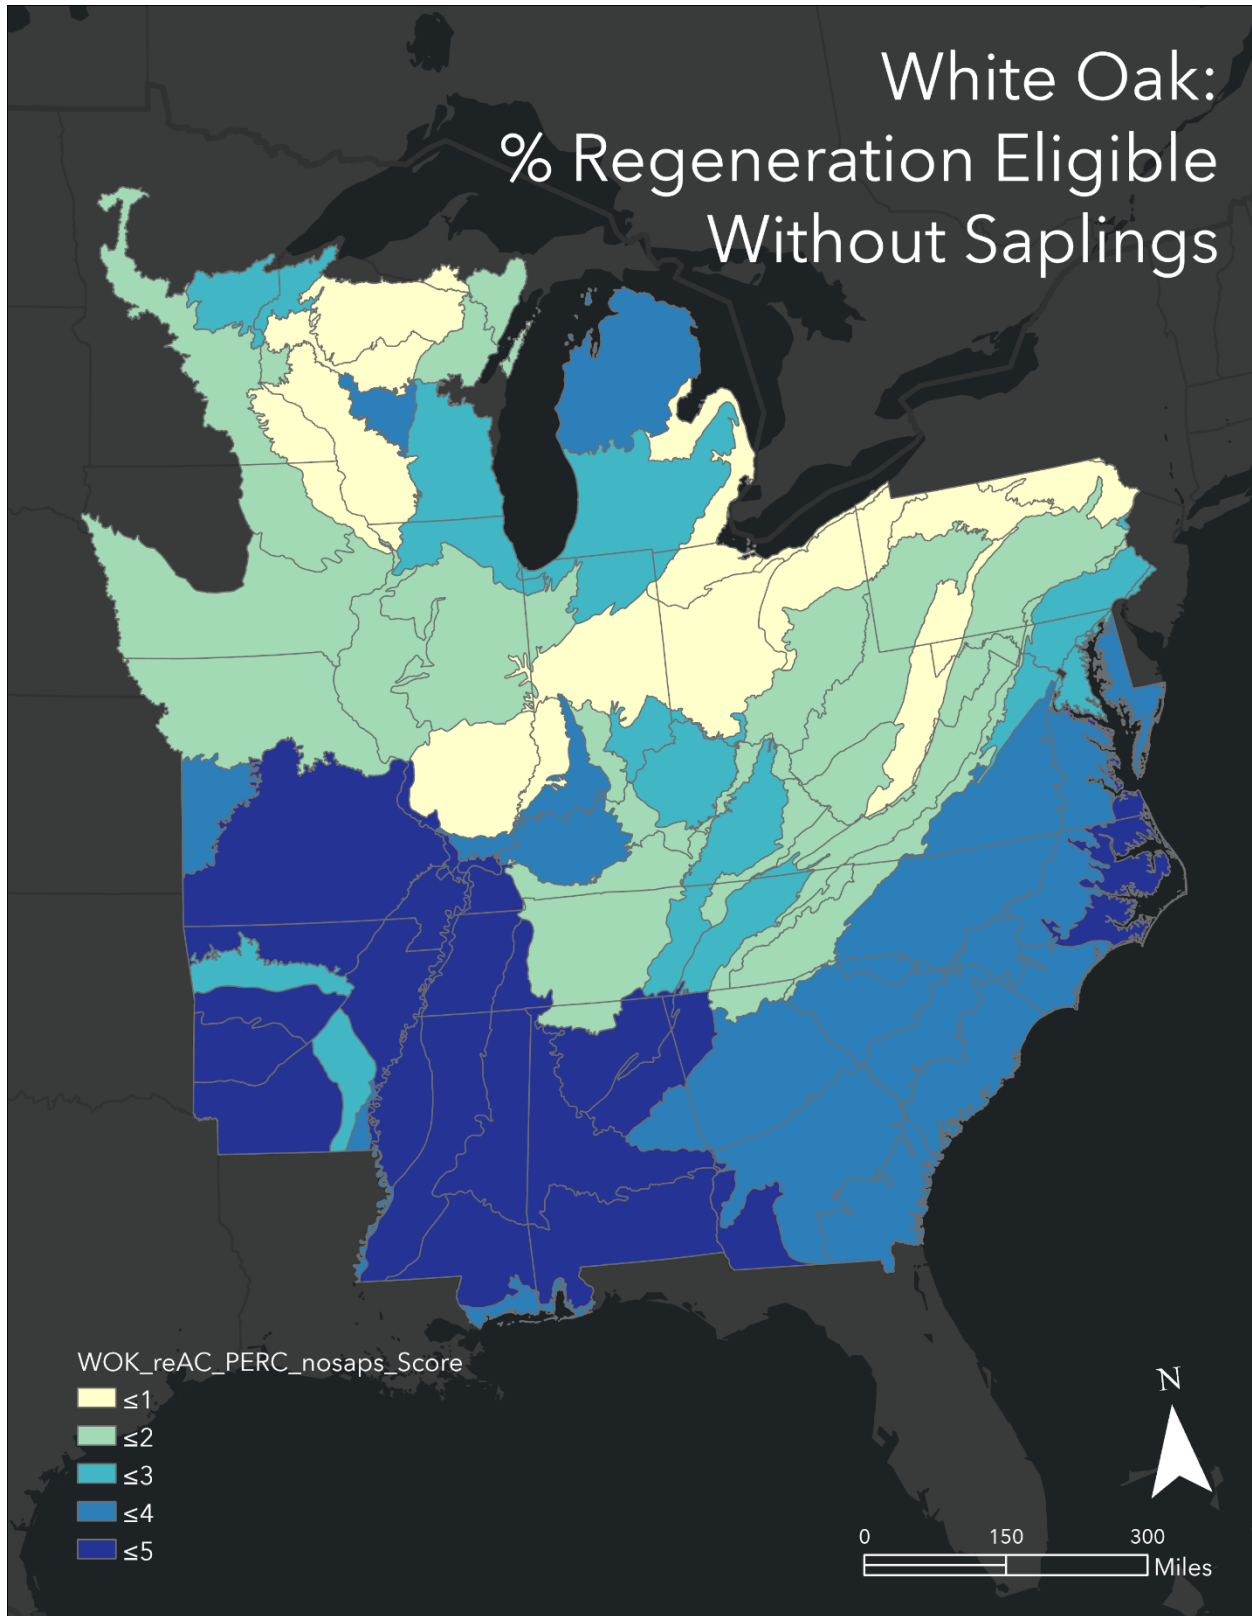 White Oak:
% Regeneration Eligible
Without Saplings
WOK_reAC_PERC_nosaps_Score
≤1
≤2
≤3
≤4
≤5
N
0 150 300
Miles